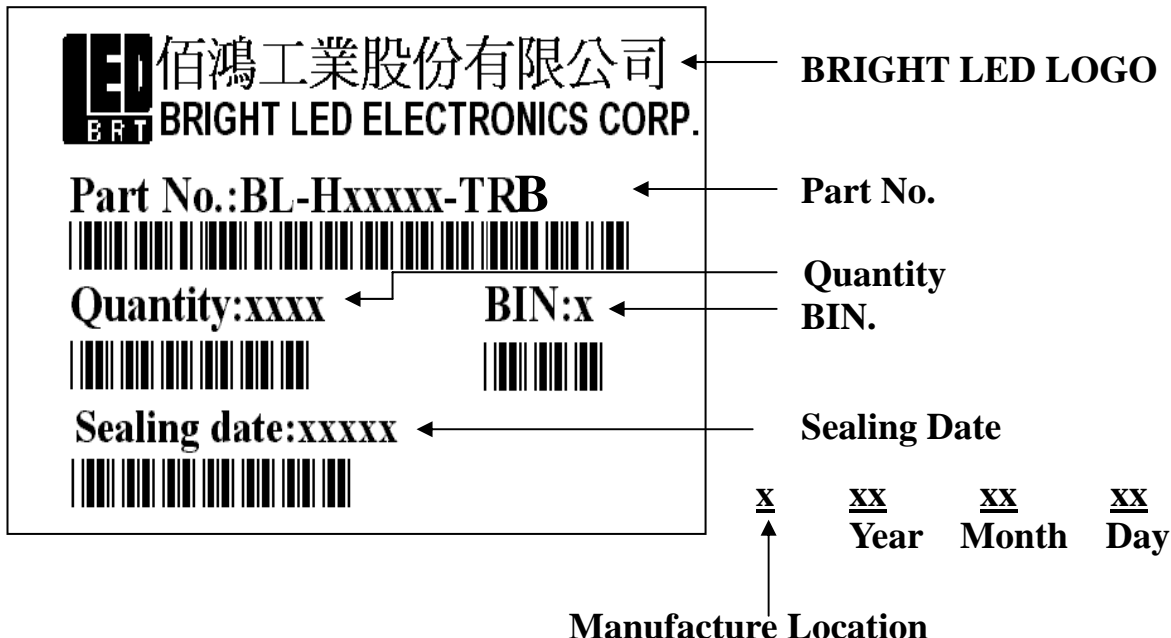 LED
BRT
佰鴻工業股份有限公司
BRIGHT LED ELECTRONICS CORP.
BRIGHT LED LOGO
Part No.:BL-Hxxxxx-TRB
Part No.
Quantity
Quantity:xxxx
BIN:x
BIN.
Sealing date:xxxxx
Sealing Date
x xx xx xx
Year Month Day
Manufacture Location